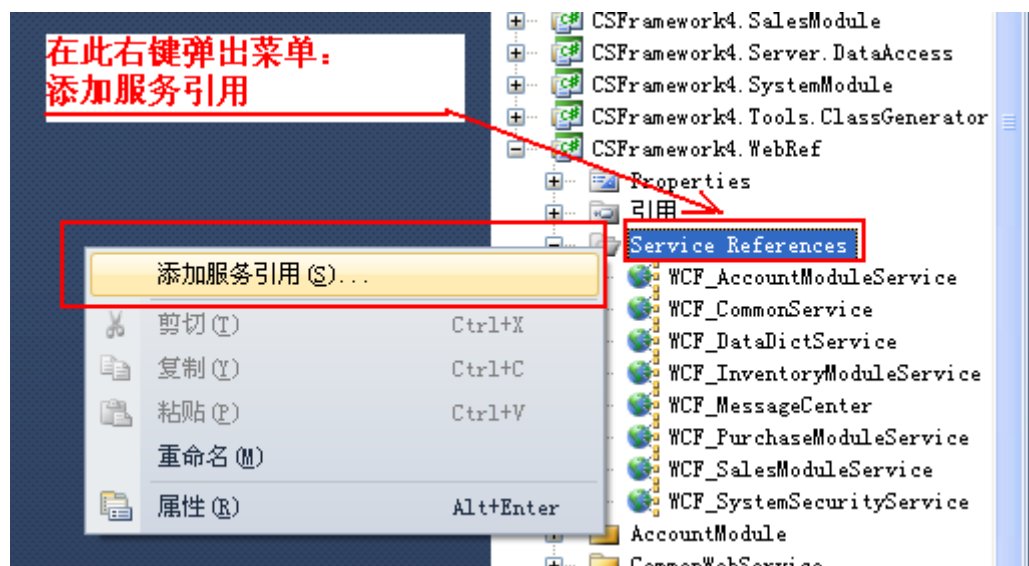 在此右键弹出菜单：
添加服务引用
CSFramework4.SalesModule
CSFramework4.Server.DataAccess
CSFramework4.SystemModule
CSFramework4.Tools.ClassGenerator
CSFramework4.WebRef
Properties
引用
Service References
WCF_AccountModuleService
WCF_CommonService
WCF_DataDictService
WCF_InventoryModuleService
WCF_MessageCenter
WCF_PurchaseModuleService
WCF_SalesModuleService
WCF_SystemSecurityService
AccountModule
CommonWebService
添加服务引用(S)...
剪切(T) Ctrl+X
复制(Y) Ctrl+C
粘贴(P) Ctrl+V
重命名(M)
属性(R) Alt+Enter